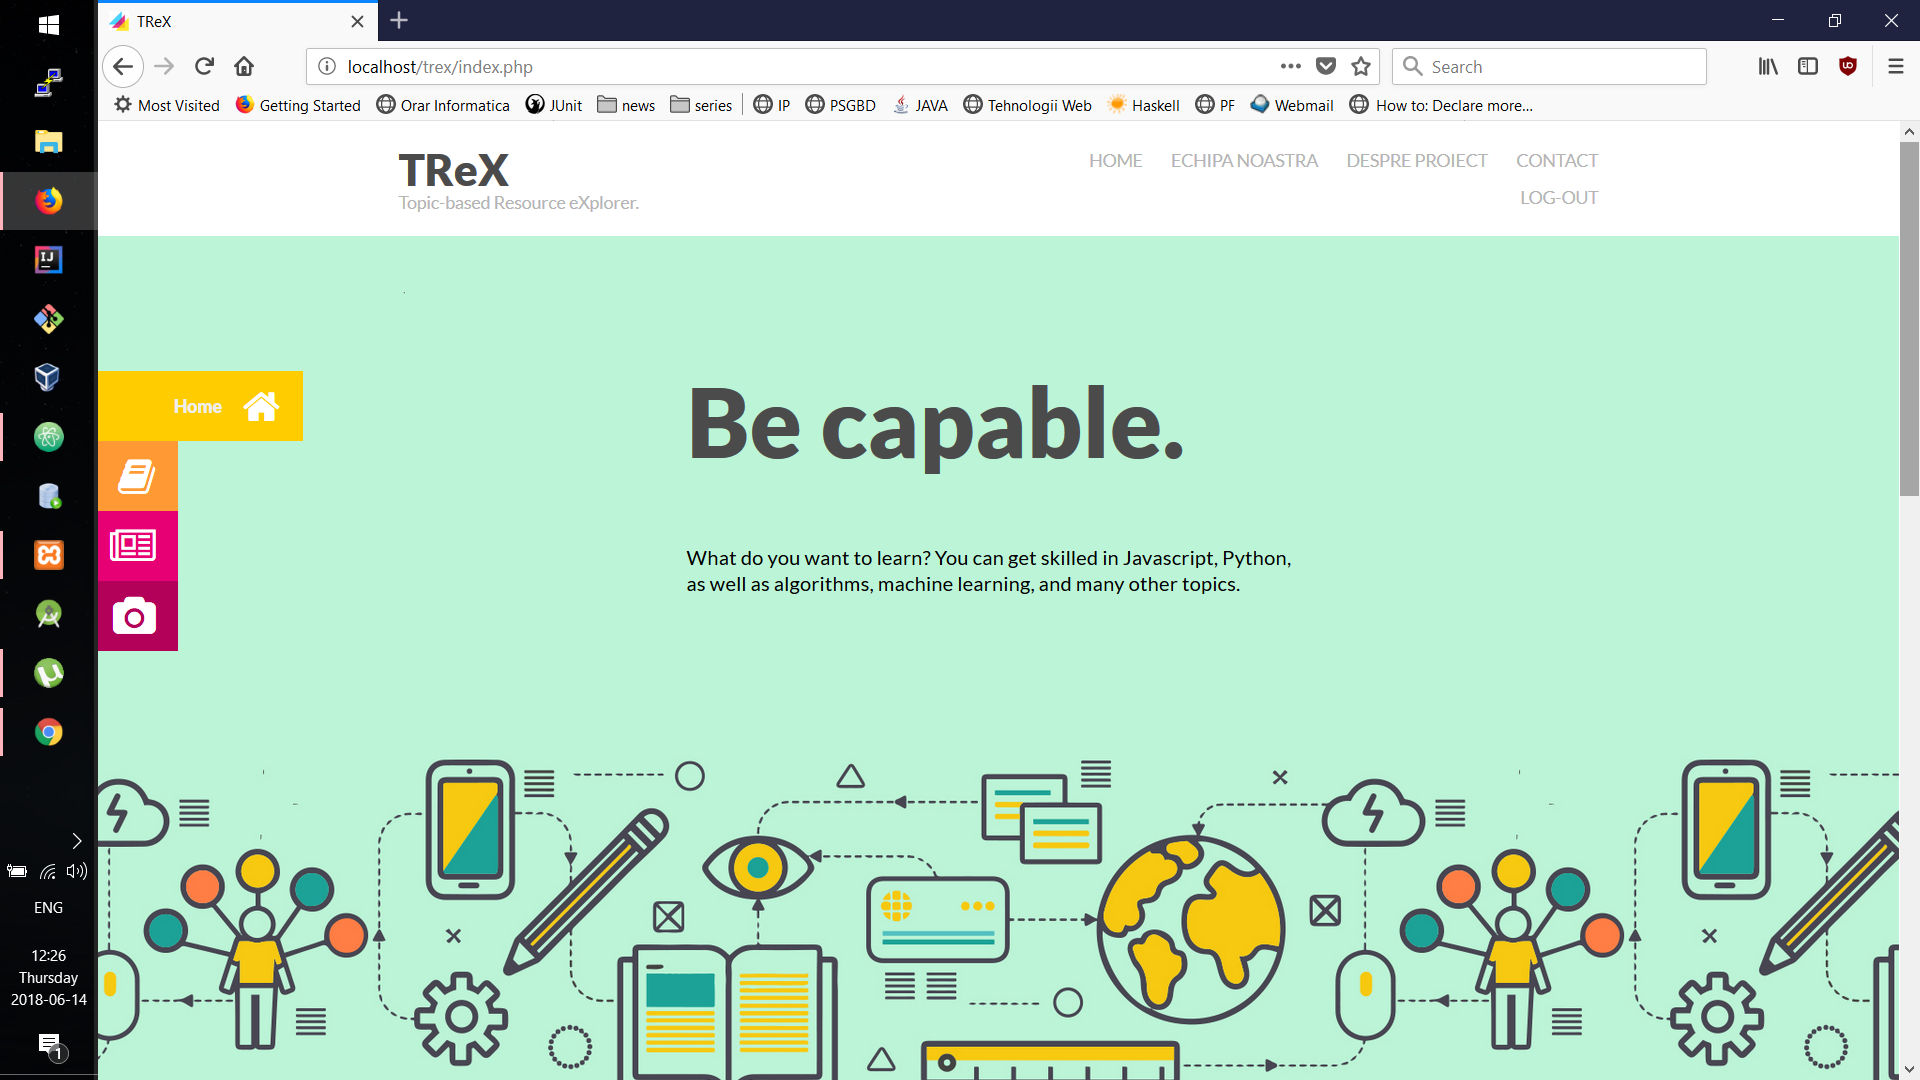 TReX
localhost/trex/index.php
Search
Most Visited
Getting Started
Orar Informatica
JUnit
news
series
IP
PSGBD
JAVA
Tehnologii Web
Haskell
PF
Webmail
How to: Declare more...
TReX
Topic-based Resource eXplorer.
HOME
ECHIPA NOASTRA
DESPRE PROIECT
CONTACT
LOG-OUT
Home
Be capable.
What do you want to learn? You can get skilled in Javascript, Python,
as well as algorithms, machine learning, and many other topics.
ENG
12:26
Thursday
2018-06-14
1